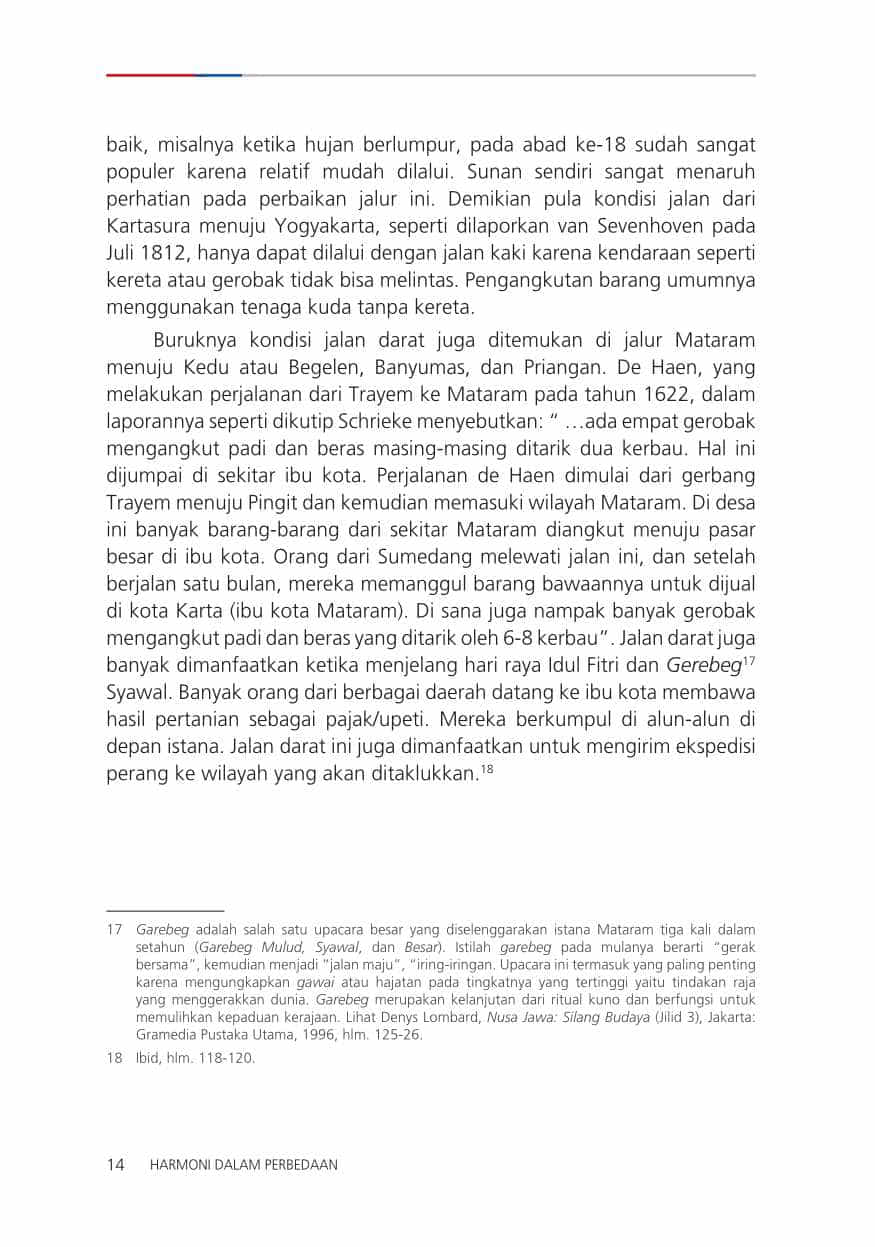 baik, misalnya ketika hujan berlumpur, pada abad ke-18 sudah sangat
populer karena relatif mudah dilalui. Sunan sendiri sangat menaruh
perhatian pada perbaikan jalur ini. Demikian pula kondisi jalan dari
Kartasura menuju Yogyakarta, seperti dilaporkan van Sevenhoven pada
Juli 1812, hanya dapat dilalui dengan jalan kaki karena kendaraan seperti
kereta atau gerobak tidak bisa melintas. Pengangkutan barang umumnya
menggunakan tenaga kuda tanpa kereta.
Buruknya kondisi jalan darat juga ditemukan di jalur Mataram
menuju Kedu atau Begelen, Banyumas, dan Priangan. De Haen, yang
melakukan perjalanan dari Trayem ke Mataram pada tahun 1622, dalam
laporannya seperti dikutip Schrieke menyebutkan: “ …ada empat gerobak
mengangkut padi dan beras masing-masing ditarik dua kerbau. Hal ini
dijumpai di sekitar ibu kota. Perjalanan de Haen dimulai dari gerbang
Trayem menuju Pingit dan kemudian memasuki wilayah Mataram. Di desa
ini banyak barang-barang dari sekitar Mataram diangkut menuju pasar
besar di ibu kota. Orang dari Sumedang melewati jalan ini, dan setelah
berjalan satu bulan, mereka memanggul barang bawaannya untuk dijual
di kota Karta (ibu kota Mataram). Di sana juga nampak banyak gerobak
mengangkut padi dan beras yang ditarik oleh 6-8 kerbau”. Jalan darat juga
banyak dimanfaatkan ketika menjelang hari raya Idul Fitri dan Gerebeg17
Syawal. Banyak orang dari berbagai daerah datang ke ibu kota membawa
hasil pertanian sebagai pajak/upeti. Mereka berkumpul di alun-alun di
depan istana. Jalan darat ini juga dimanfaatkan untuk mengirim ekspedisi
perang ke wilayah yang akan ditaklukkan.18
17 Garebeg adalah salah satu upacara besar yang diselenggarakan istana Mataram tiga kali dalam
setahun (Garebeg Mulud, Syawal, dan Besar). Istilah garebeg pada mulanya berarti “gerak
bersama”, kemudian menjadi “jalan maju”, “iring-iringan. Upacara ini termasuk yang paling penting
karena mengungkapkan gawai atau hajatan pada tingkatnya yang tertinggi yaitu tindakan raja
yang menggerakkan dunia. Garebeg merupakan kelanjutan dari ritual kuno dan berfungsi untuk
memulihkan kepaduan kerajaan. Lihat Denys Lombard, Nusa Jawa: Silang Budaya (Jilid 3), Jakarta:
Gramedia Pustaka Utama, 1996, hlm. 125-26.
18 Ibid, hlm. 118-120.
14 HARMONI DALAM PERBEDAAN